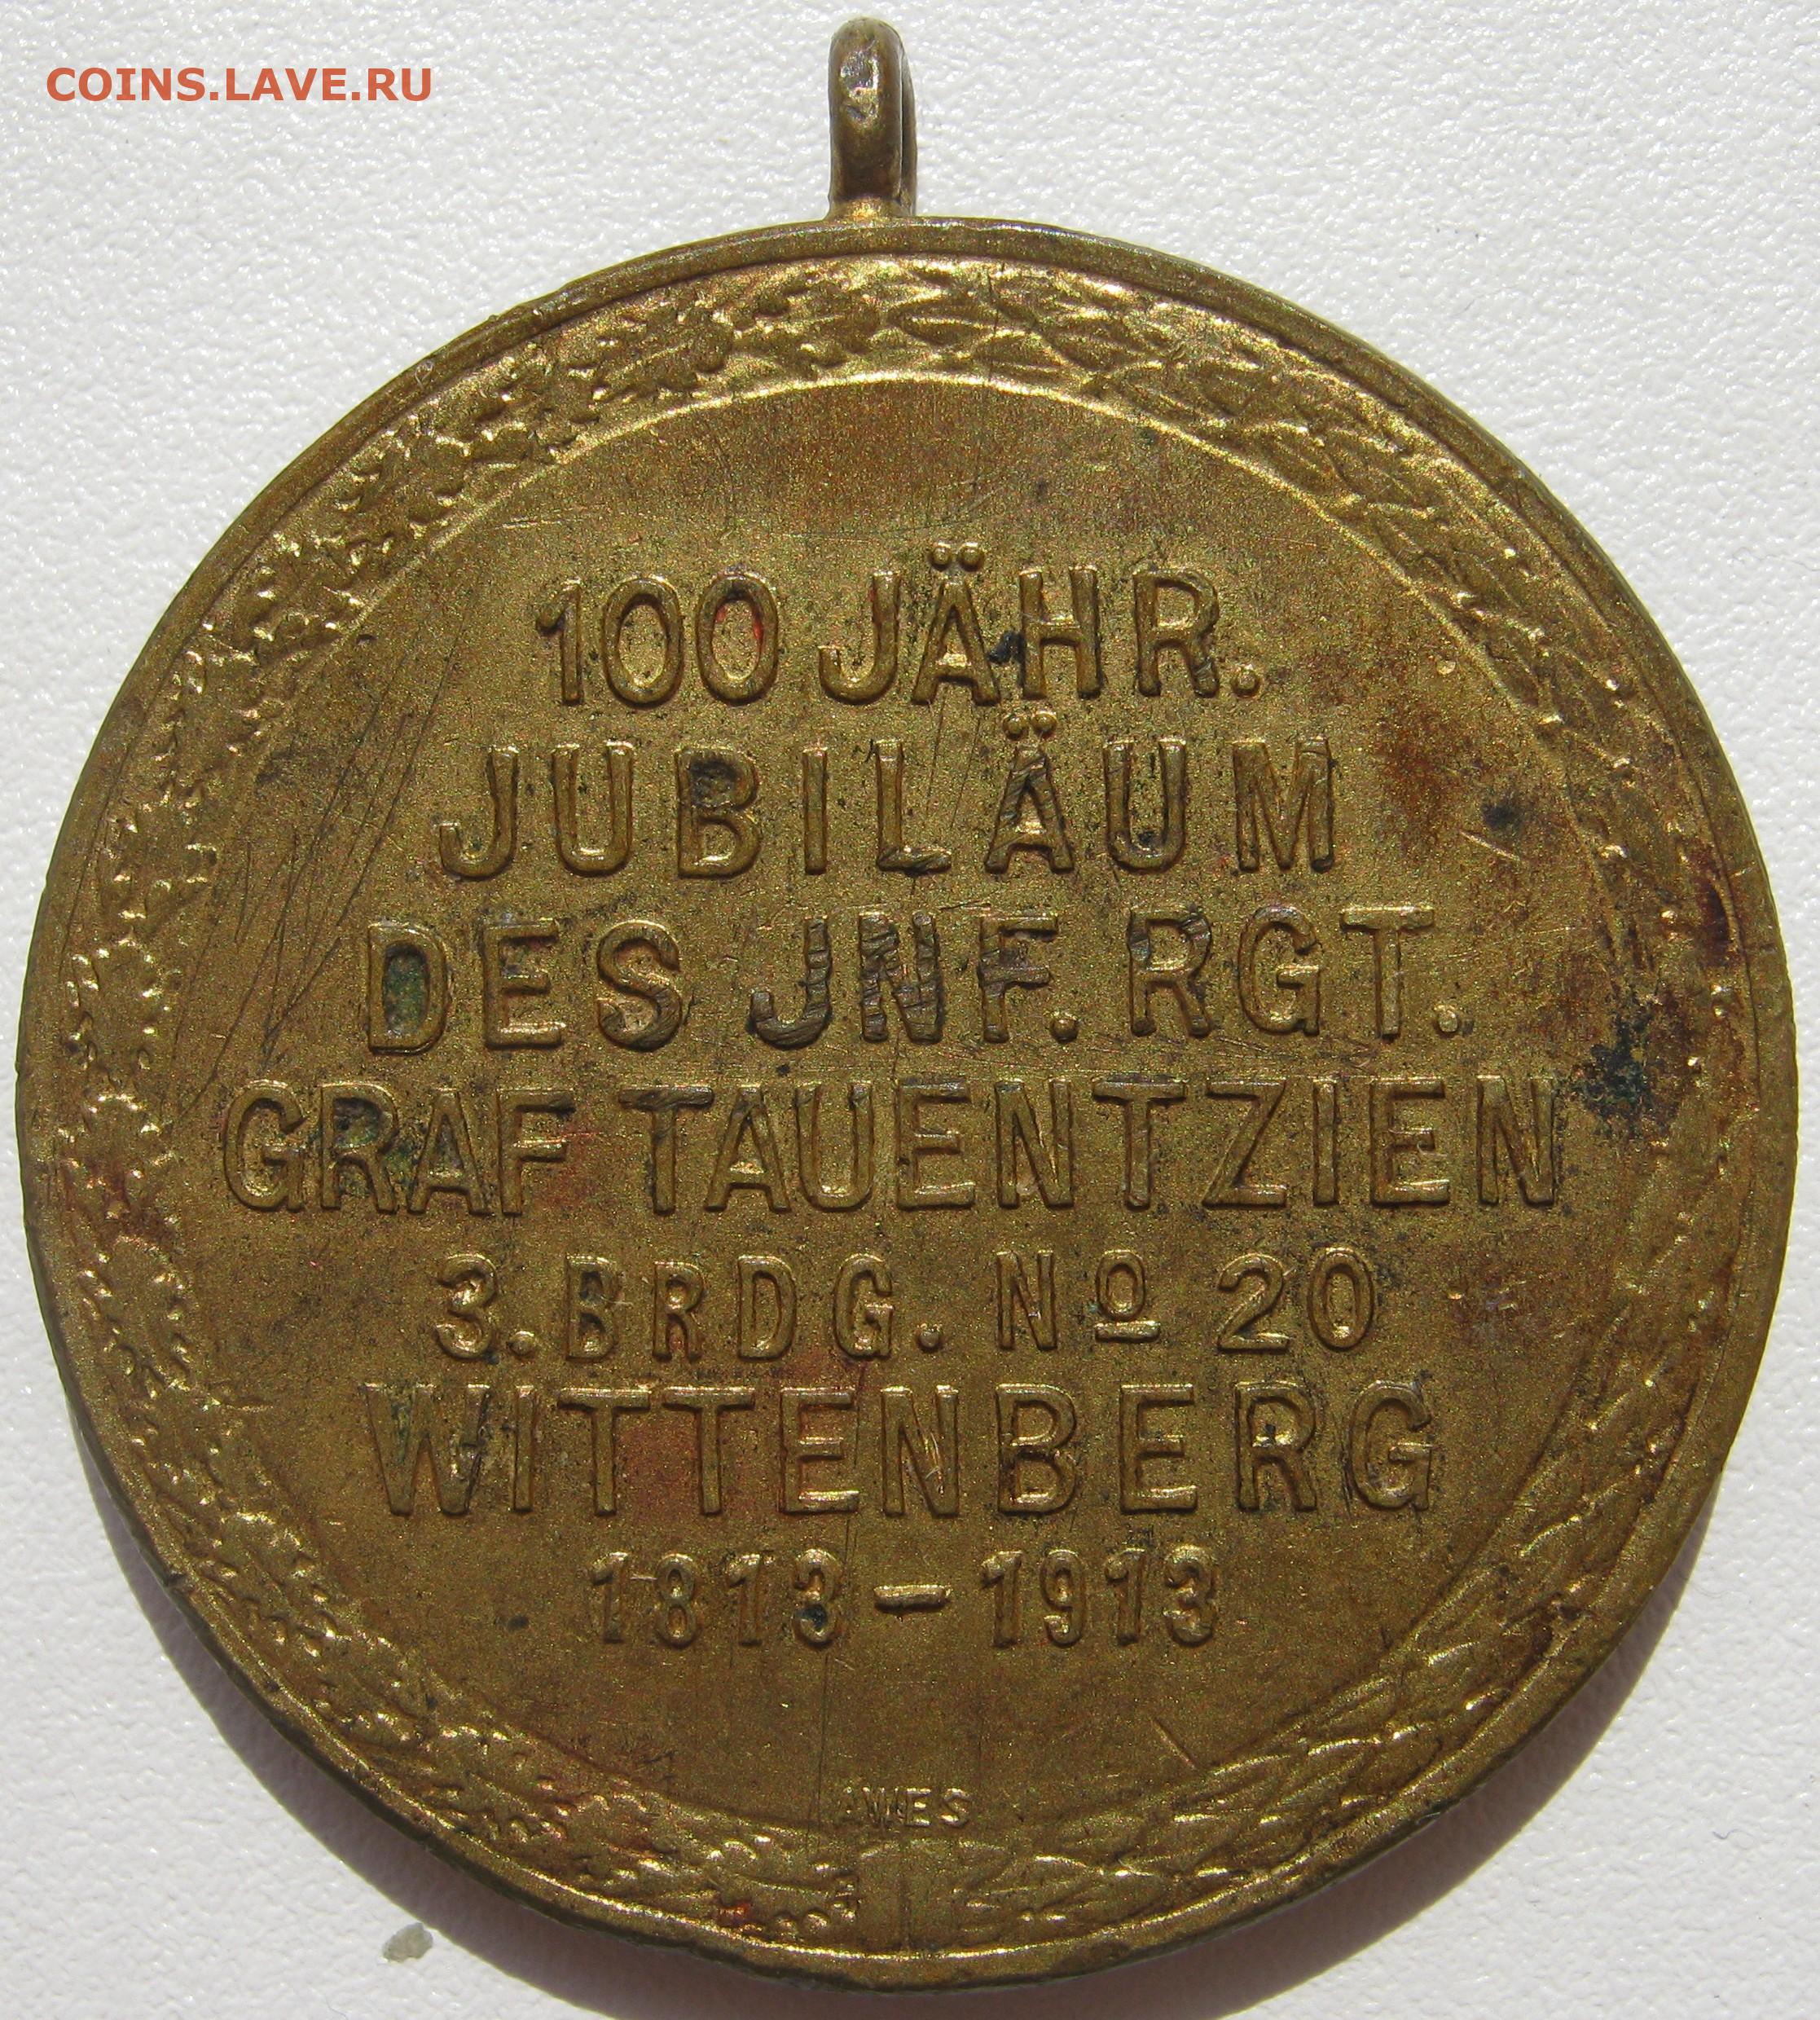 COINS.LAVE.RU
100 JÄHR.
JUBILÄUM
DES JNF. RGT.
GRAF TAUENTZIEN
3. BRDG. Nº 20
WITTENBERG
1813 – 1913
AWES